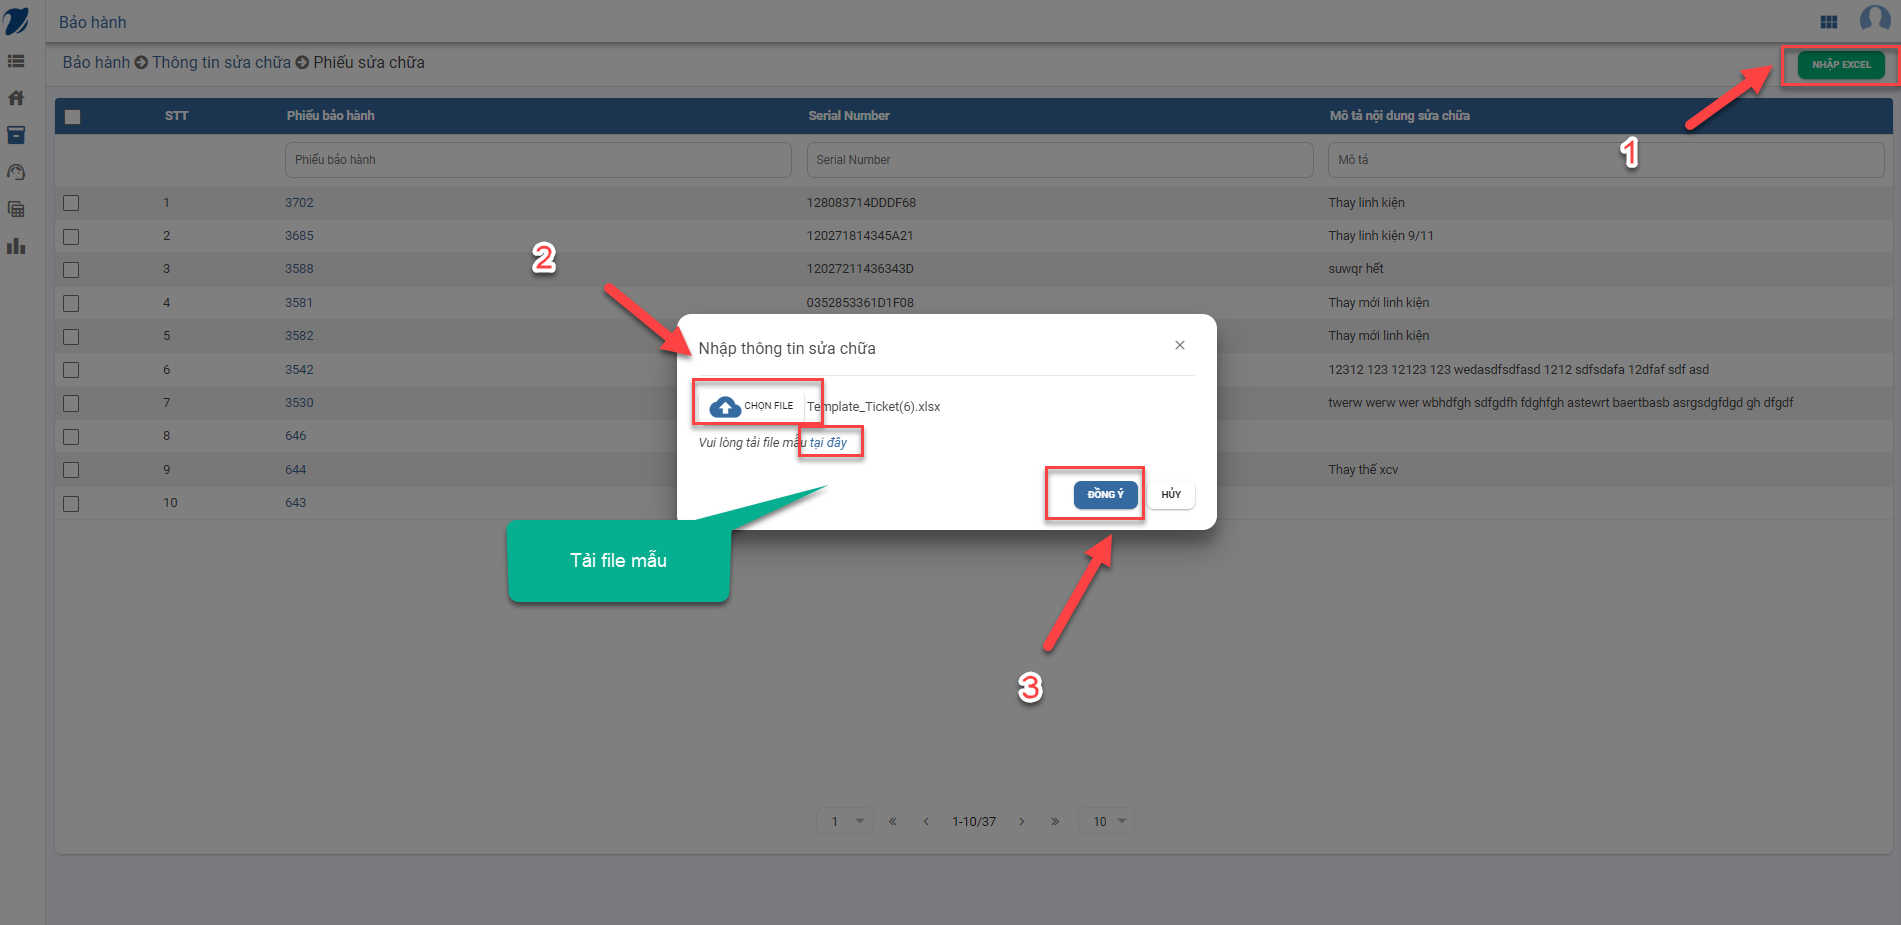 Bảo hành
Bảo hành Thông tin sửa chữa Phiếu sửa chữa
NHẬP EXCEL
1
STT Phiếu bảo hành Serial Number Mô tả nội dung sửa chữa
Phiếu bảo hành Serial Number Mô tả
1 3702 128083714DDDF68 Thay linh kiện
2 3685 120271814345A21 Thay linh kiện 9/11
3 3588 12027211436343D suwqr hết
4 3581 0352853361D1F08 Thay mới linh kiện
5 3582 Thay mới linh kiện
6 3542 12312 123 12123 123 wedasdfsdfasd 1212 sdfsdafa 12dfaf sdf asd
7 3530 twerw werw wer wbhdfgh sdfgdfh fdghfgh astewrt baertbasb asrgsdgfdgd gh dfgdf
8 646
9 644 Thay thế xcv
10 643
2
Nhập thông tin sửa chữa
CHỌN FILE Template_Ticket(6).xlsx
Vui lòng tải file mẫu tại đây
ĐỒNG Ý HỦY
Tải file mẫu
3
1 « ‹ 1-10/37 › » 10